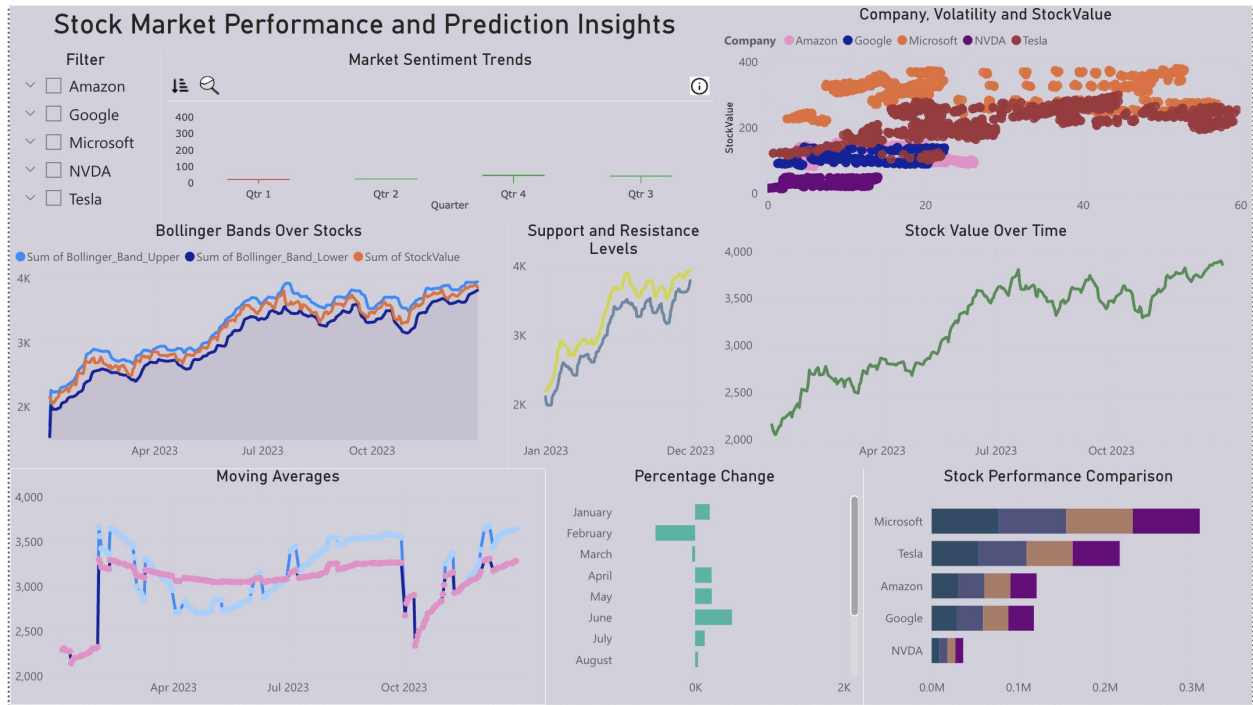 Stock Market Performance and Prediction Insights
Filter
Amazon
Google
Microsoft
NVDA
Tesla
Market Sentiment Trends
400
300
200
100
0
Qtr 1
Qtr 2
Qtr 4
Qtr 3
Quarter
Company, Volatility and StockValue
Company Amazon Google Microsoft NVDA Tesla
StockValue
400
200
0
0
20
40
60
Bollinger Bands Over Stocks
Sum of Bollinger_Band_Upper Sum of Bollinger_Band_Lower Sum of StockValue
4K
3K
2K
Apr 2023
Jul 2023
Oct 2023
Support and Resistance
Levels
4K
3K
2K
Jan 2023
Dec 2023
Stock Value Over Time
4,000
3,500
3,000
2,500
2,000
Apr 2023
Jul 2023
Oct 2023
Moving Averages
4,000
3,500
3,000
2,500
2,000
Apr 2023
Jul 2023
Oct 2023
Percentage Change
January
February
March
April
May
June
July
August
0K
2K
Stock Performance Comparison
Microsoft
Tesla
Amazon
Google
NVDA
0.0M
0.1M
0.2M
0.3M